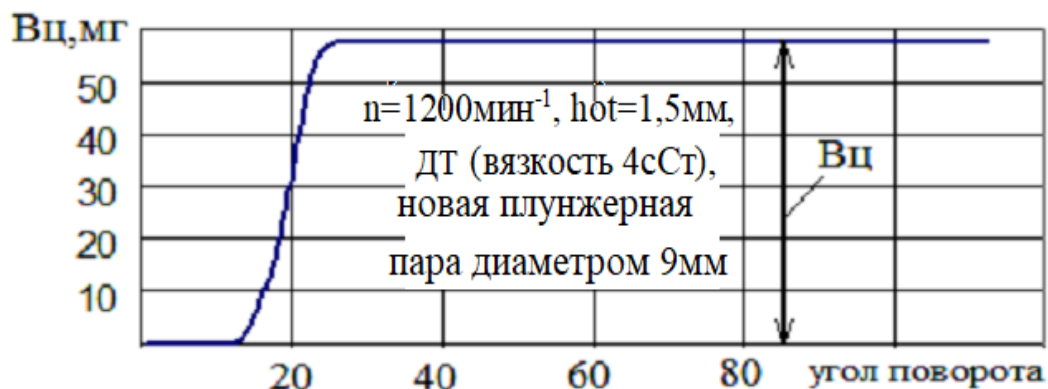 Вц,мг
50
40
30
20
10
n=1200мин⁻¹, hot=1,5мм,
ДТ (вязкость 4сСт),
новая плунжерная
пара диаметром 9мм
Вц
20 40 60 80 угол поворота